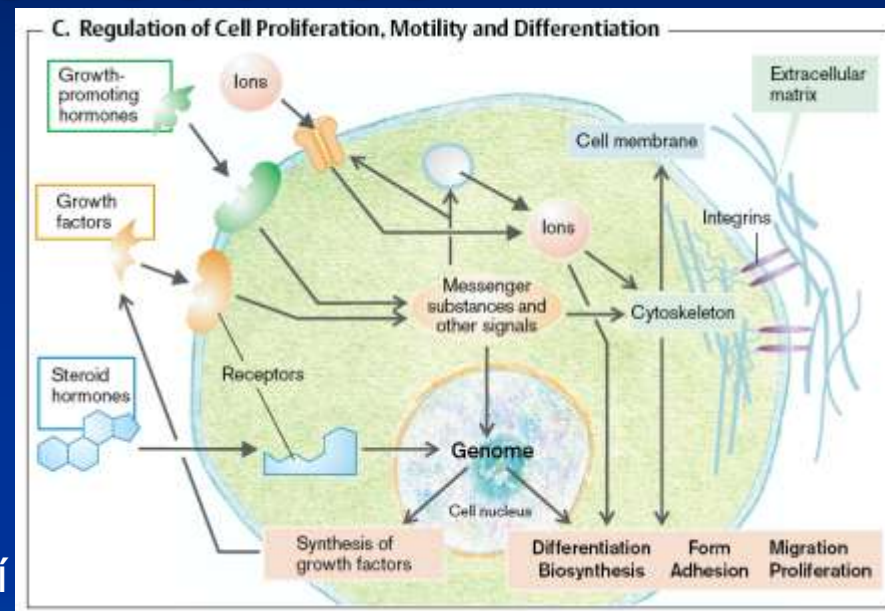 C. Regulation of Cell Proliferation, Motility and Differentiation
Growth-
promoting
hormones
Ions
Extracellular
matrix
Cell membrane
Growth
factors
Ions
Integrins
Messenger
substances and
other signals
Cytoskeleton
Steroid
hormones
Receptors
Genome
Cell nucleus
Synthesis of
growth factors
Differentiation Form Migration
Biosynthesis Adhesion Proliferation
í